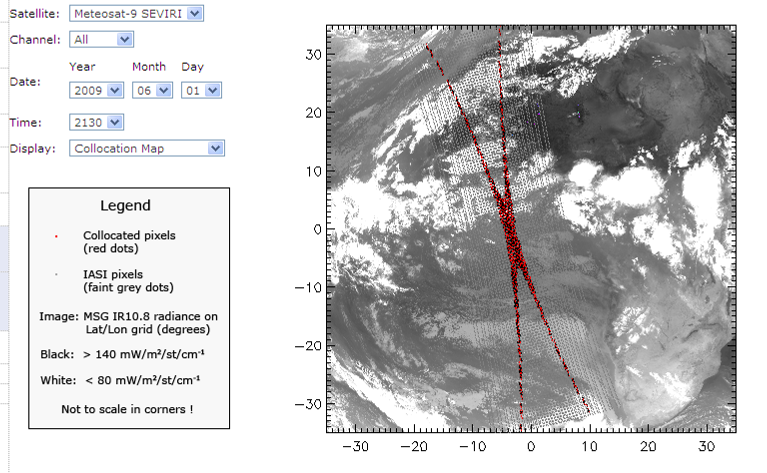 Satellite: Meteosat-9 SEVIRI
Channel: All
Year Month Day
Date: 2009 06 01
Time: 2130
Display: Collocation Map
Legend
Collocated pixels
(red dots)
IASI pixels
(faint grey dots)
Image: MSG IR10.8 radiance on
Lat/Lon grid (degrees)
Black: > 140 mW/m²/st/cm⁻¹
White: < 80 mW/m²/st/cm⁻¹
Not to scale in corners !
30
20
10
0
−10
−20
−30
−30 −20 −10 0 10 20 30